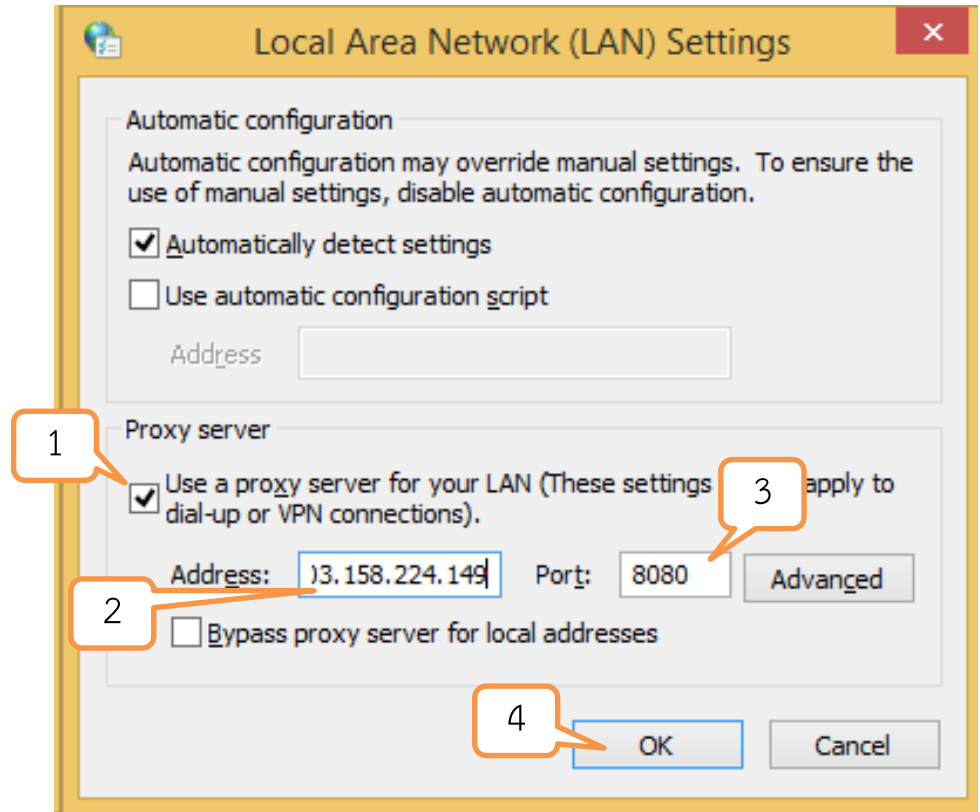 Local Area Network (LAN) Settings
Automatic configuration
Automatic configuration may override manual settings. To ensure the
use of manual settings, disable automatic configuration.
Automatically detect settings
Use automatic configuration script
Address
1
Proxy server
Use a proxy server for your LAN (These settings apply to
3
dial-up or VPN connections).
Address: 03.158.224.149 Port: 8080 Advanced
2
Bypass proxy server for local addresses
4
OK Cancel